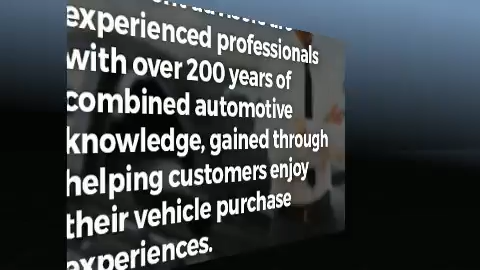 experienced professionals
with over 200 years of
combined automotive
knowledge, gained through
helping customers enjoy
their vehicle purchase
experiences.